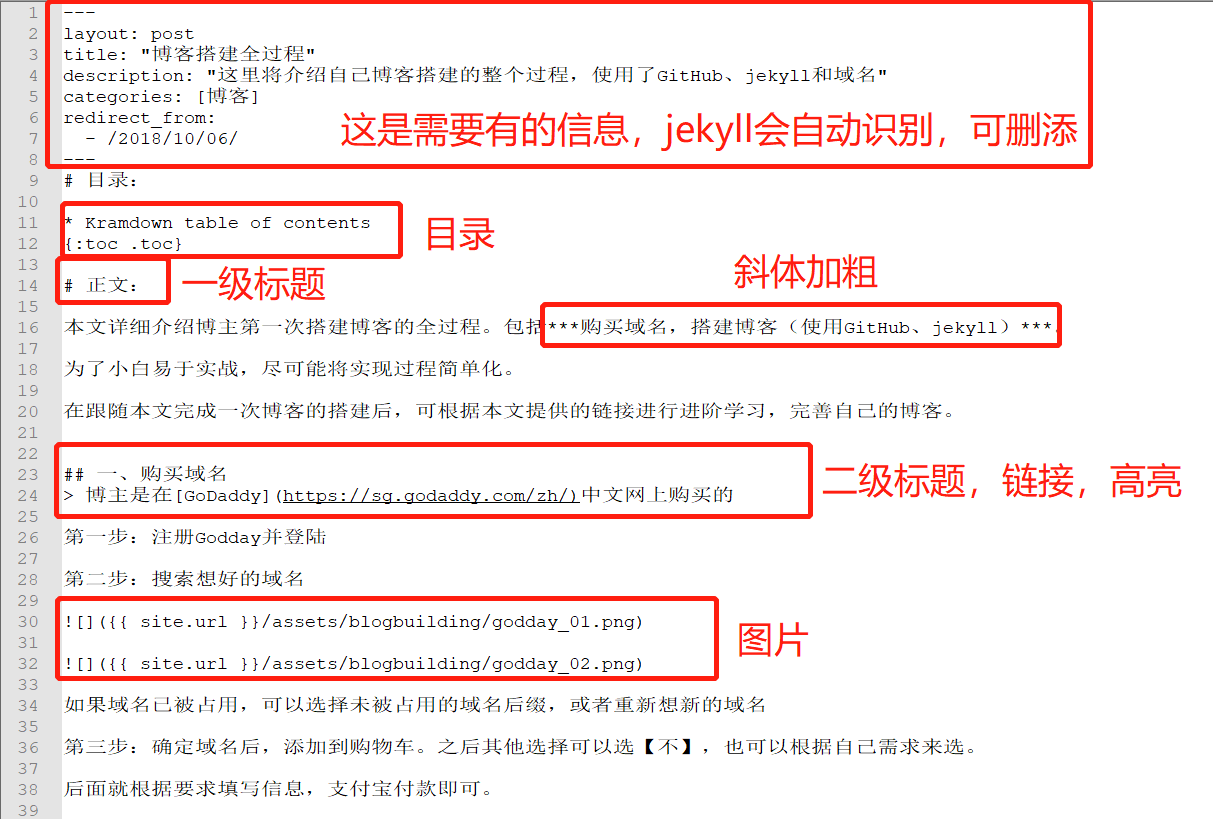 1 ---
2 layout: post
3 title: "博客搭建全过程"
4 description: "这里将介绍自己博客搭建的整个过程，使用了GitHub、jekyll和域名"
5 categories: [博客]
6 redirect_from:
7 - /2018/10/06/
这是需要有的信息，jekyll会自动识别，可删添
8 ---
9 # 目录：
10
11 * Kramdown table of contents
12 {:toc .toc}
目录
13
14 # 正文：
一级标题
斜体加粗
15
16 本文详细介绍博主第一次搭建博客的全过程。包括***购买域名，搭建博客（使用GitHub、jekyll）***.
17
18 为了小白易于实战，尽可能将实现过程简单化。
19
20 在跟随本文完成一次博客的搭建后，可根据本文提供的链接进行进阶学习，完善自己的博客。
21
22
23 ## 一、购买域名
24 > 博主是在[GoDaddy](https://sg.godaddy.com/zh/)中文网上购买的
二级标题，链接，高亮
25
26 第一步：注册Godday并登陆
27
28 第二步：搜索想好的域名
29
30 ![]({{ site.url }}/assets/blogbuilding/godday_01.png)
31
图片
32 ![]({{ site.url }}/assets/blogbuilding/godday_02.png)
33
34 如果域名已被占用，可以选择未被占用的域名后缀，或者重新想新的域名
35
36 第三步：确定域名后，添加到购物车。之后其他选择可以选【不】，也可以根据自己需求来选。
37
38 后面就根据要求填写信息，支付宝付款即可。
39